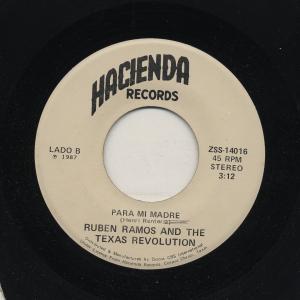 HACIENDA
RECORDS
LADO B
℗ 1987
ZSS-14016
45 RPM
STEREO
3:12
PARA MI MADRE
RUBEN RAMOS AND THE
TEXAS REVOLUTION